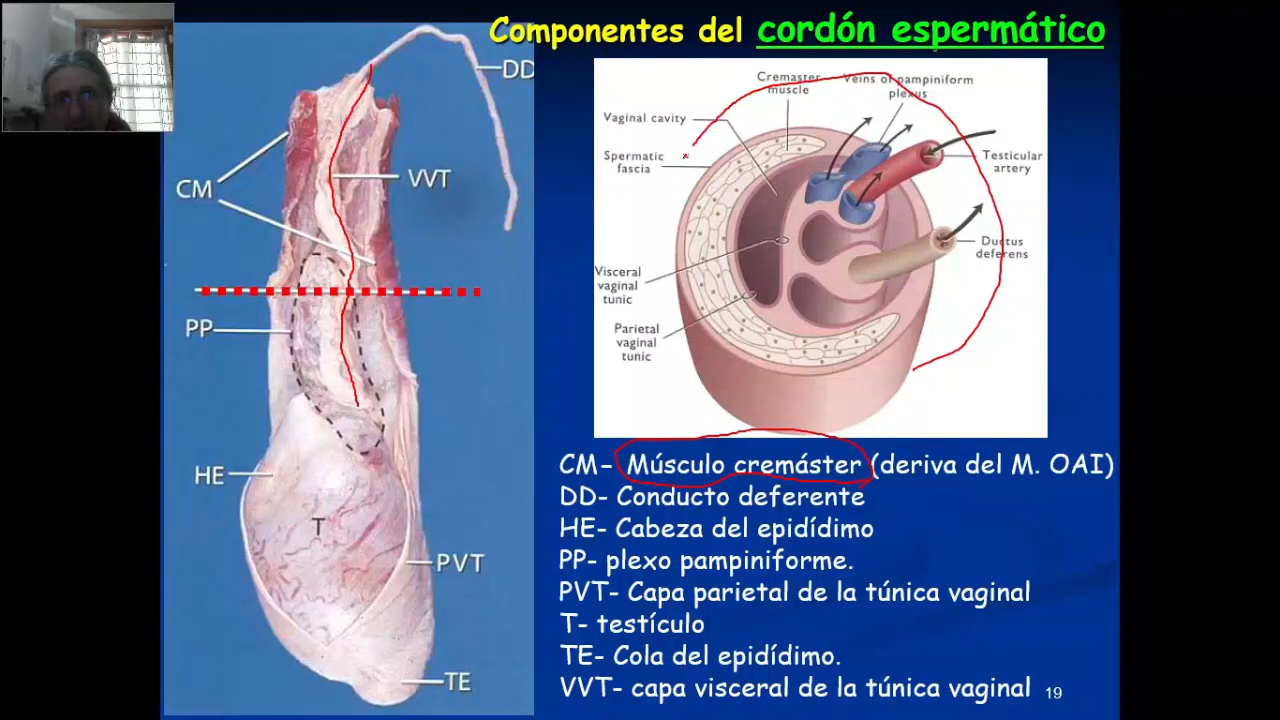 Componentes del cordón espermático
DD
CM
VVT
PP
HE
T
PVT
TE
Cremaster
muscle
Veins of pampiniform
plexus
Vaginal cavity
Spermatic
fascia
Testicular
artery
Ductus
deferens
Visceral
vaginal
tunic
Parietal
vaginal
tunic
CM- Músculo cremáster (deriva del M. OAI)
DD- Conducto deferente
HE- Cabeza del epidídimo
PP- plexo pampiniforme.
PVT- Capa parietal de la túnica vaginal
T- testículo
TE- Cola del epidídimo.
VVT- capa visceral de la túnica vaginal
19